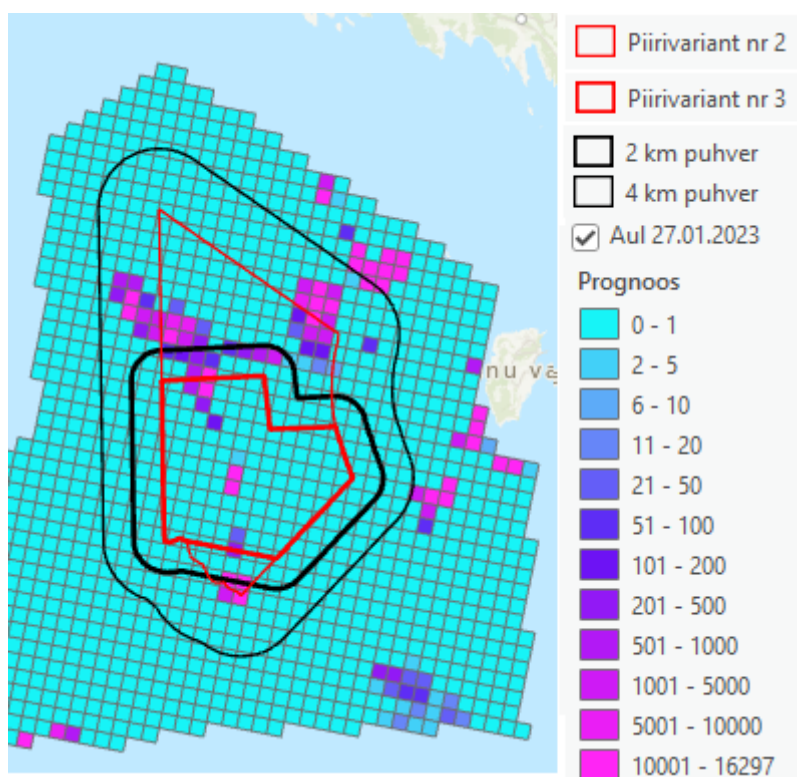 Piirivariant nr 2
Piirivariant nr 3
2 km puhver
4 km puhver
Aul 27.01.2023
Prognoos
0 - 1
2 - 5
6 - 10
11 - 20
21 - 50
51 - 100
101 - 200
201 - 500
501 - 1000
1001 - 5000
5001 - 10000
10001 - 16297
nu va